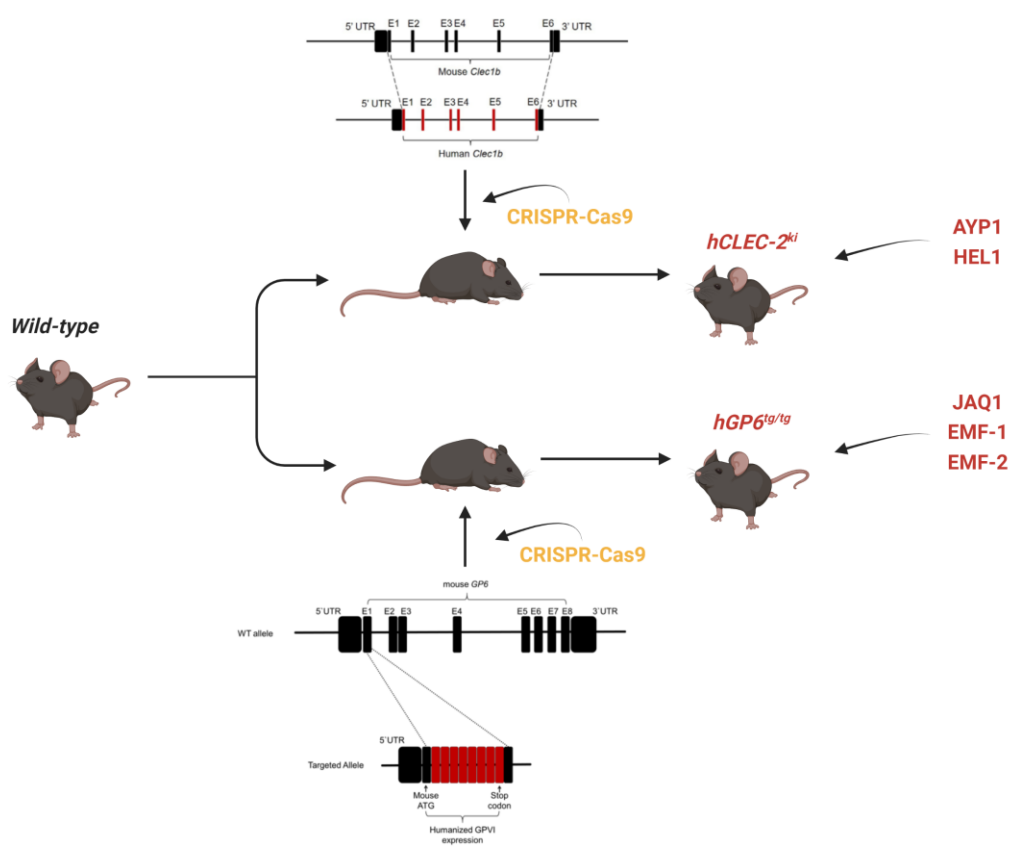 5' UTR E1 E2 E3 E4 E5 E6 3' UTR
Mouse Clec1b
5' UTR E1 E2 E3 E4 E5 E6 3' UTR
Human Clec1b
CRISPR-Cas9
hCLEC-2ki
AYP1
HEL1
Wild-type
hGP6tg/tg
JAQ1
EMF-1
EMF-2
CRISPR-Cas9
mouse GP6
5`UTR E1 E2 E3 E4 E5 E6 E7 E8 3`UTR
WT allele
5`UTR
Targeted Allele
Mouse
ATG
Stop
codon
Humanized GPVI
expression